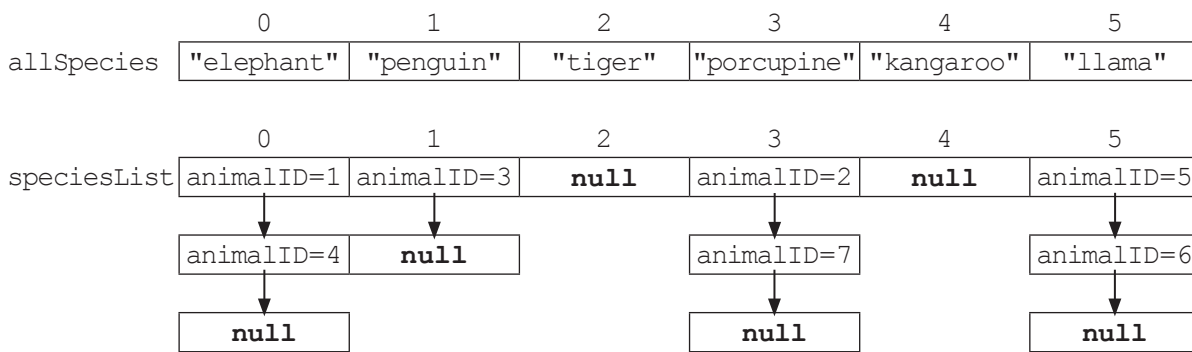 0 1 2 3 4 5
allSpecies "elephant" "penguin" "tiger" "porcupine" "kangaroo" "llama"
0 1 2 3 4 5
speciesList animalID=1 animalID=3 null animalID=2 null animalID=5
animalID=4 null animalID=7 animalID=6
null null null